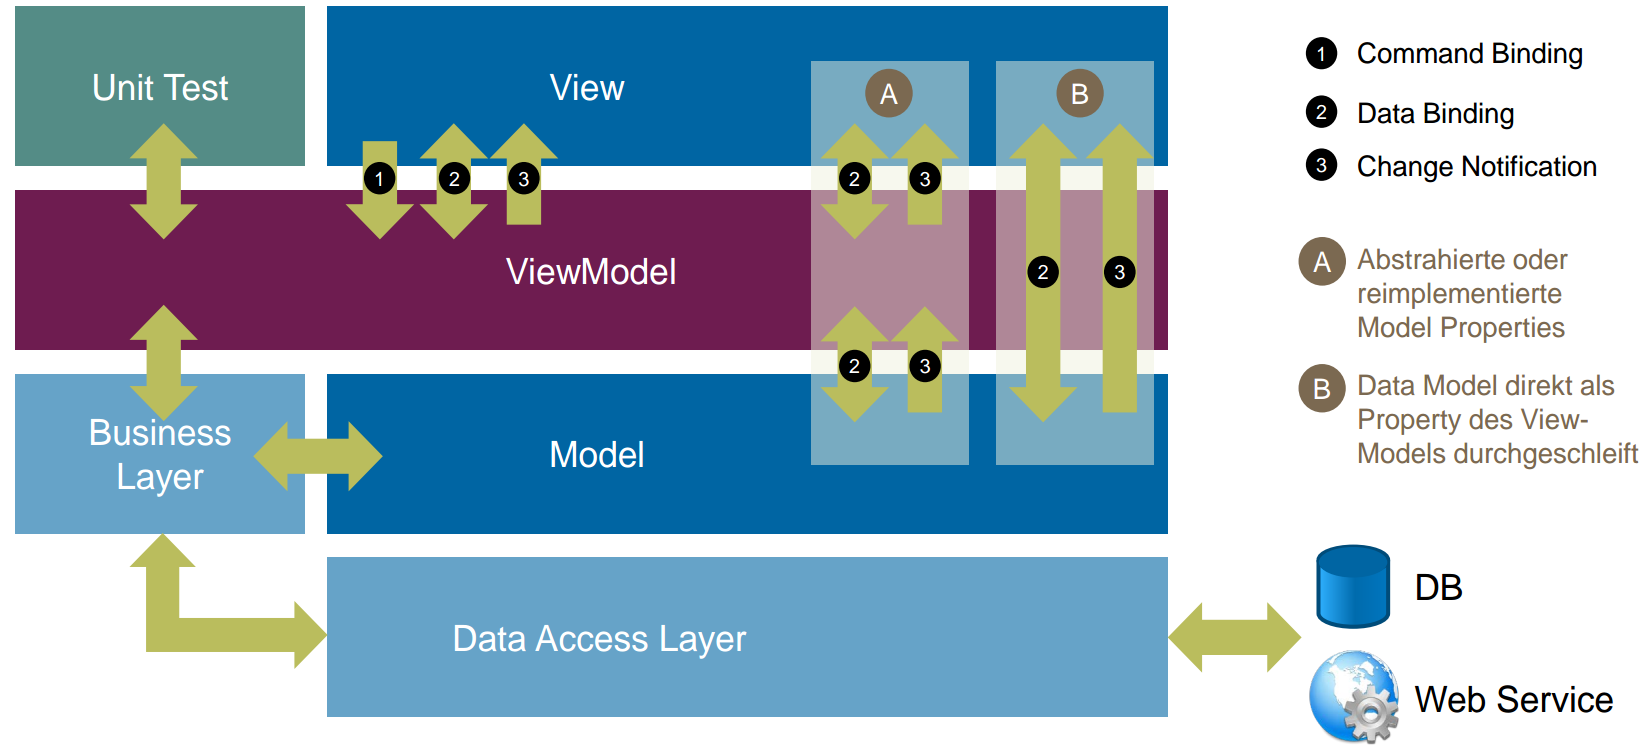 Unit Test
View
A
B
1
2
3
2
3
ViewModel
2
3
2
3
Business
Layer
Model
Data Access Layer
1 Command Binding
2 Data Binding
3 Change Notification
A Abstrahierte oder
reimplementierte
Model Properties
B Data Model direkt als
Property des View-
Models durchgeschleift
DB
Web Service